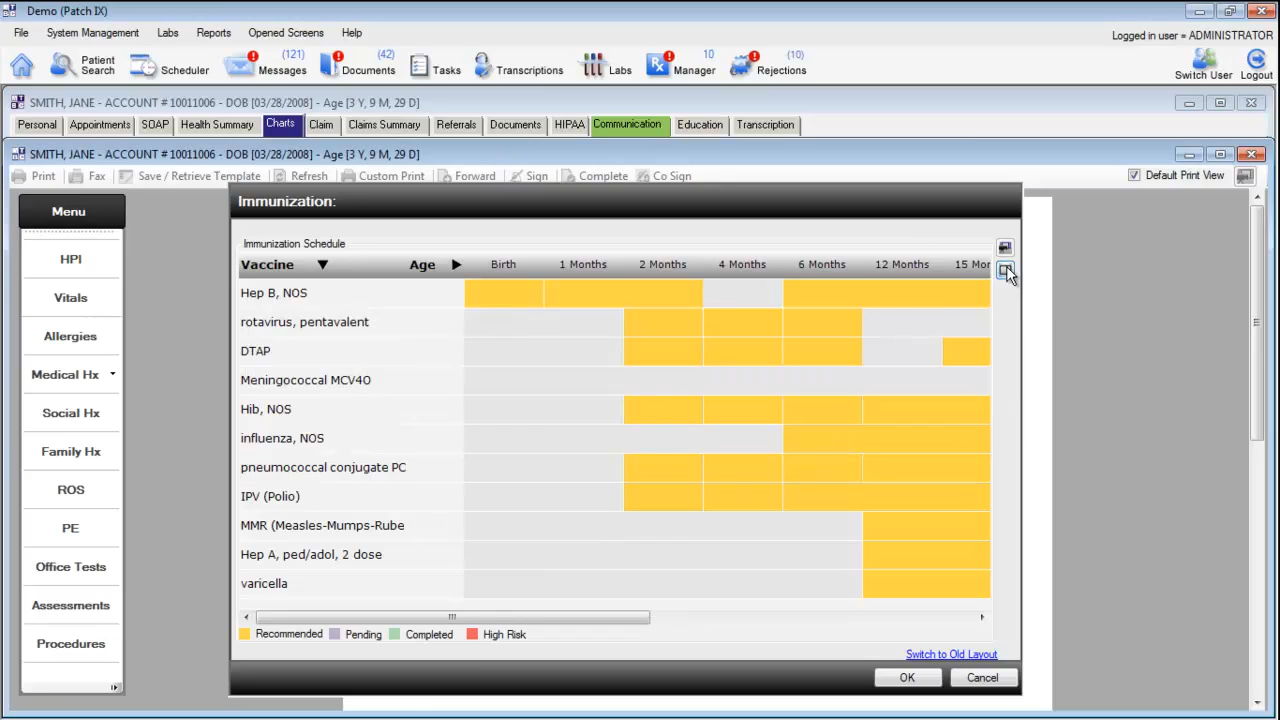 Demo (Patch IX)
File System Management Labs Reports Opened Screens Help
Logged in user = ADMINISTRATOR
Patient Search Scheduler Messages (121) Documents (42) Tasks Transcriptions Labs Manager 10 Rejections (10) Switch User Logout
SMITH, JANE - ACCOUNT # 10011006 - DOB [03/28/2008] - Age [3 Y, 9 M, 29 D]
Personal Appointments SOAP Health Summary Charts Claim Claims Summary Referrals Documents HIPAA Communication Education Transcription
SMITH, JANE - ACCOUNT # 10011006 - DOB [03/28/2008] - Age [3 Y, 9 M, 29 D]
Print Fax Save / Retrieve Template Refresh Custom Print Forward Sign Complete Co Sign Default Print View
Menu
HPI
Vitals
Allergies
Medical Hx
Social Hx
Family Hx
ROS
PE
Office Tests
Assessments
Procedures
Immunization:
Immunization Schedule
Vaccine Age Birth 1 Months 2 Months 4 Months 6 Months 12 Months 15 Mor
Hep B, NOS
rotavirus, pentavalent
DTAP
Meningococcal MCV4O
Hib, NOS
influenza, NOS
pneumococcal conjugate PC
IPV (Polio)
MMR (Measles-Mumps-Rube
Hep A, ped/adol, 2 dose
varicella
Recommended Pending Completed High Risk
Switch to Old Layout
OK Cancel